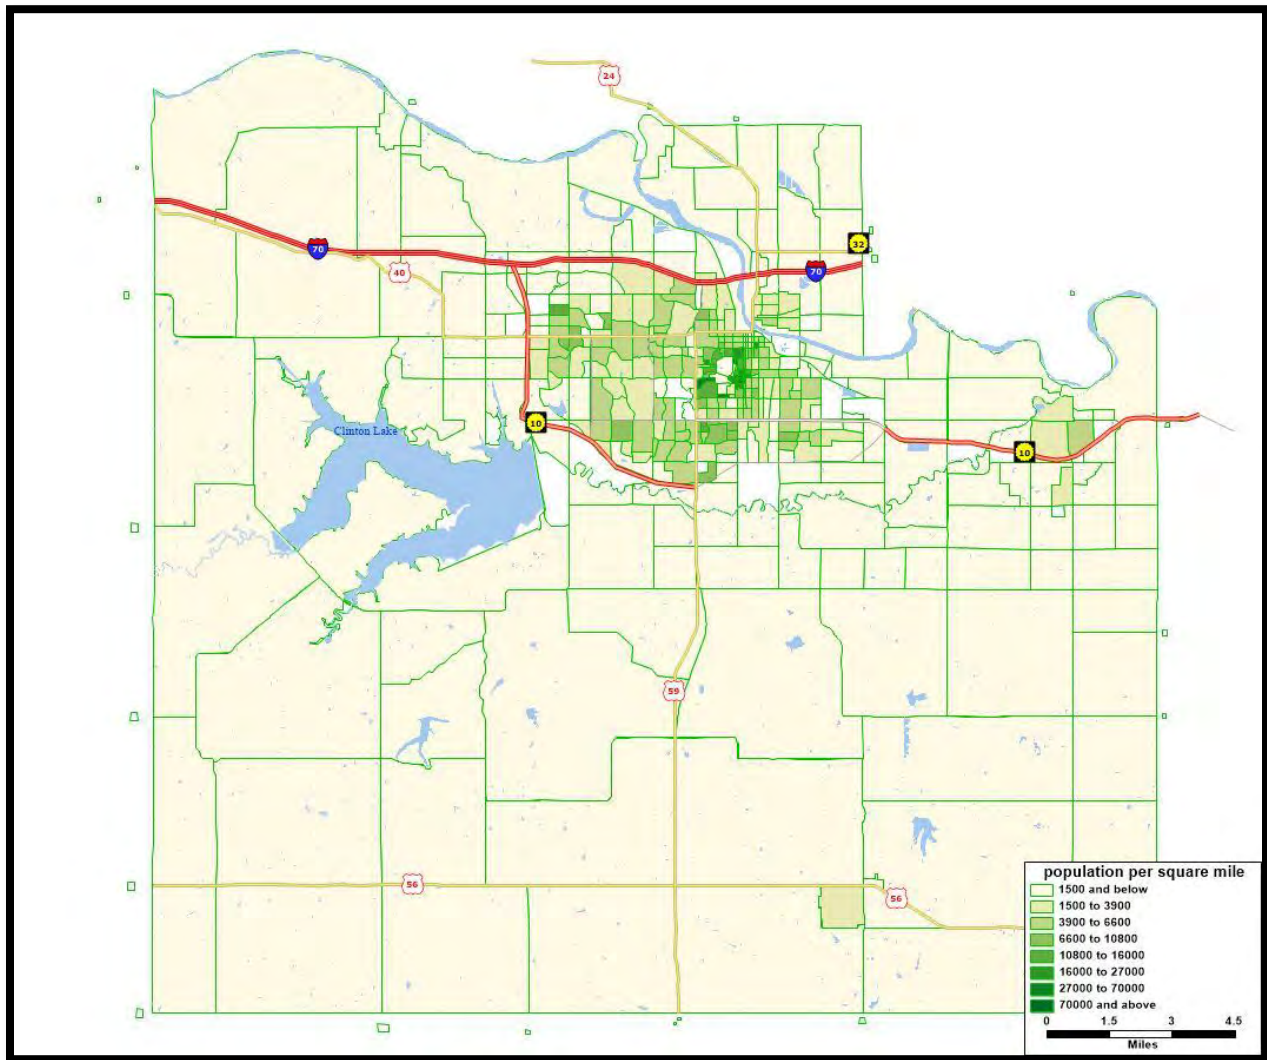 24
32
70
70
40
10
Clinton Lake
10
59
56
56
population per square mile
1500 and below
1500 to 3900
3900 to 6600
6600 to 10800
10800 to 16000
16000 to 27000
27000 to 70000
70000 and above
0 1.5 3 4.5
Miles